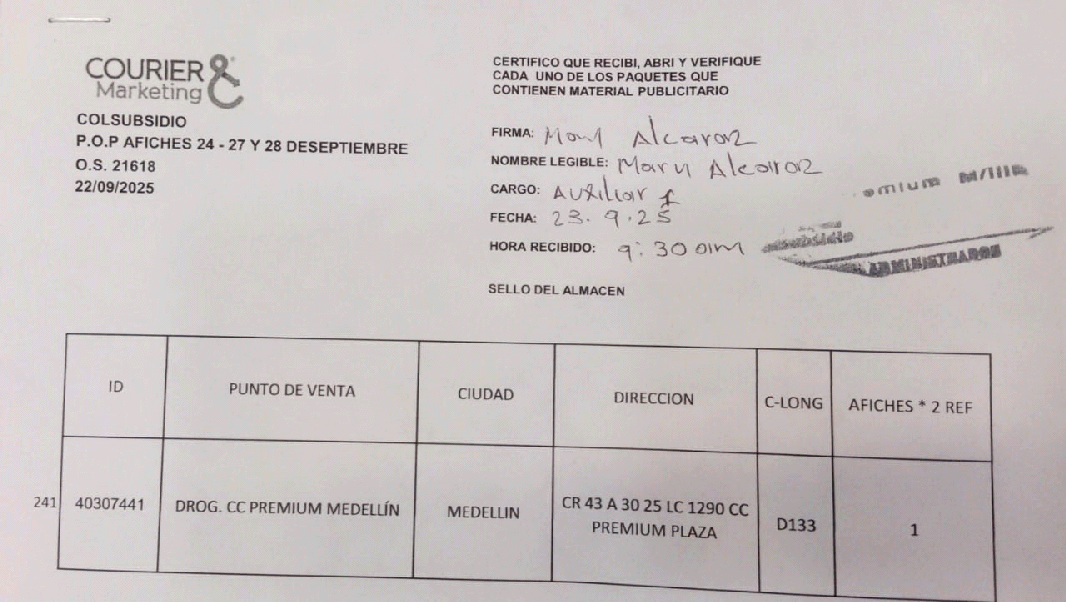 COURIER &
Marketing
COLSUBSIDIO
P.O.P AFICHES 24 - 27 Y 28 DESEPTIEMBRE
O.S. 21618
22/09/2025
CERTIFICO QUE RECIBI, ABRI Y VERIFIQUE
CADA UNO DE LOS PAQUETES QUE
CONTIENEN MATERIAL PUBLICITARIO
FIRMA: Alcaraz
NOMBRE LEGIBLE: Mary Alcaraz
CARGO: Auxiliar 1
FECHA: 23.9.25
HORA RECIBIDO: 9:30 am
SELLO DEL ALMACEN
emium
subsidio
ADMINISTRAMOS
ID PUNTO DE VENTA CIUDAD DIRECCION C-LONG AFICHES * 2 REF
241 40307441 DROG. CC PREMIUM MEDELLÍN MEDELLIN CR 43 A 30 25 LC 1290 CC
PREMIUM PLAZA D133 1